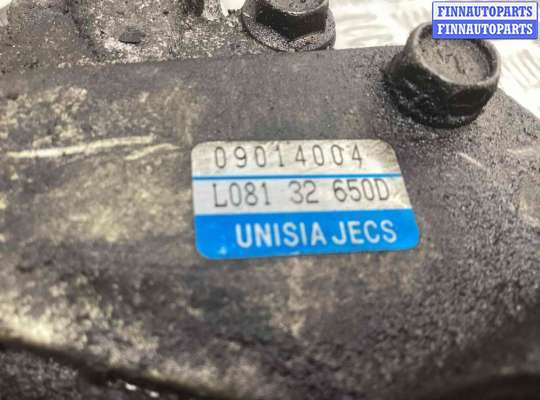 FINNAUTOPARTS
FINNAUTOPARTS
09014004
L081 32 650D
UNISIA JECS